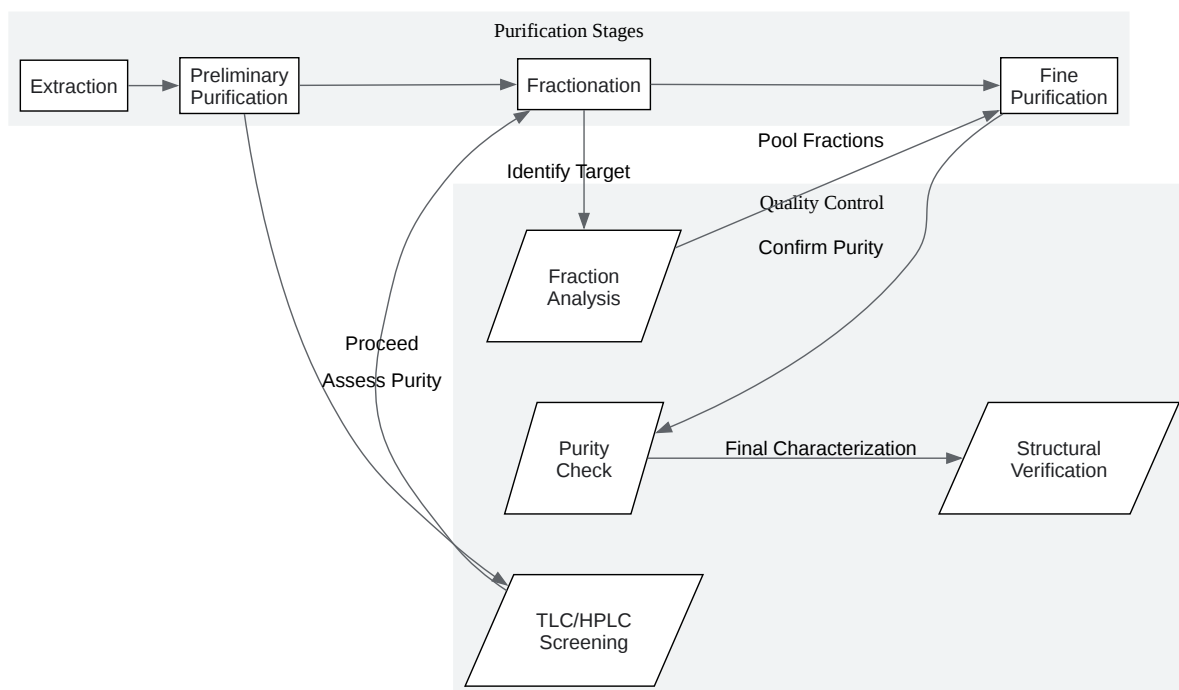 Purification Stages
Extraction
Preliminary
Purification
Fractionation
Fine
Purification
Pool Fractions
Identify Target
Quality Control
Confirm Purity
Fraction
Analysis
Proceed
Assess Purity
Purity
Check
Final Characterization
Structural
Verification
TLC/HPLC
Screening